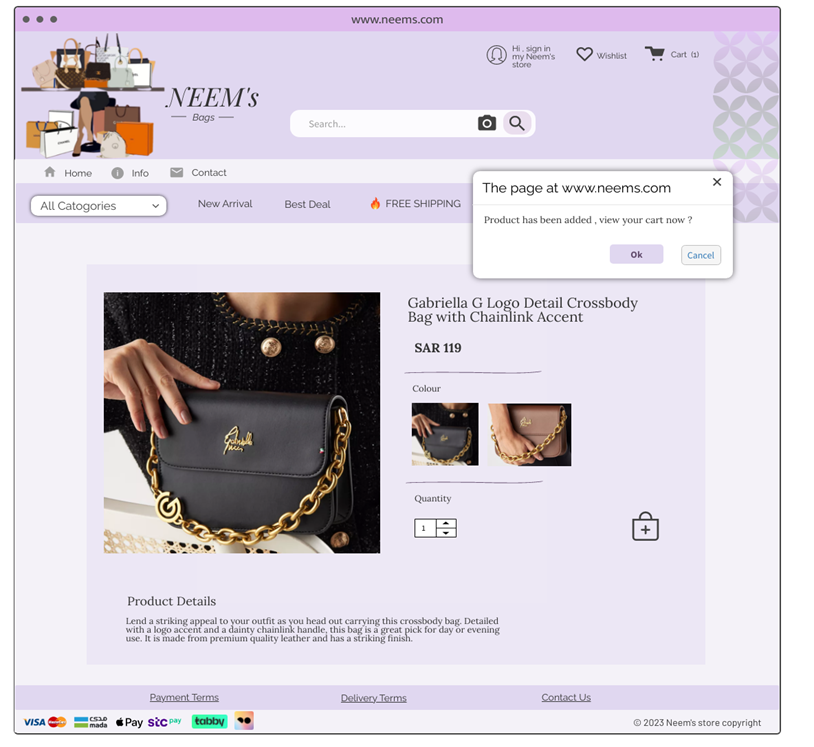 www.neems.com
Hi , sign in
my Neem's
store
Wishlist
Cart (1)
NEEM's
Bags
Search...
Home
Info
Contact
All Catogories
New Arrival
Best Deal
FREE SHIPPING
The page at www.neems.com
Product has been added , view your cart now ?
Ok
Cancel
Gabriella G Logo Detail Crossbody
Bag with Chainlink Accent
SAR 119
Colour
Quantity
1
Product Details
Lend a striking appeal to your outfit as you head out carrying this crossbody bag. Detailed
with a logo accent and a dainty chainlink handle, this bag is a great pick for day or evening
use. It is made from premium quality leather and has a striking finish.
Payment Terms
Delivery Terms
Contact Us
VISA
mada
Pay
stc pay
tabby
© 2023 Neem's store copyright